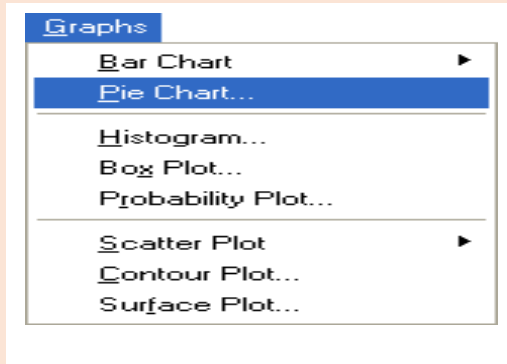 Graphs
Bar Chart
Pie Chart...
Histogram...
Box Plot...
Probability Plot...
Scatter Plot
Contour Plot...
Surface Plot...